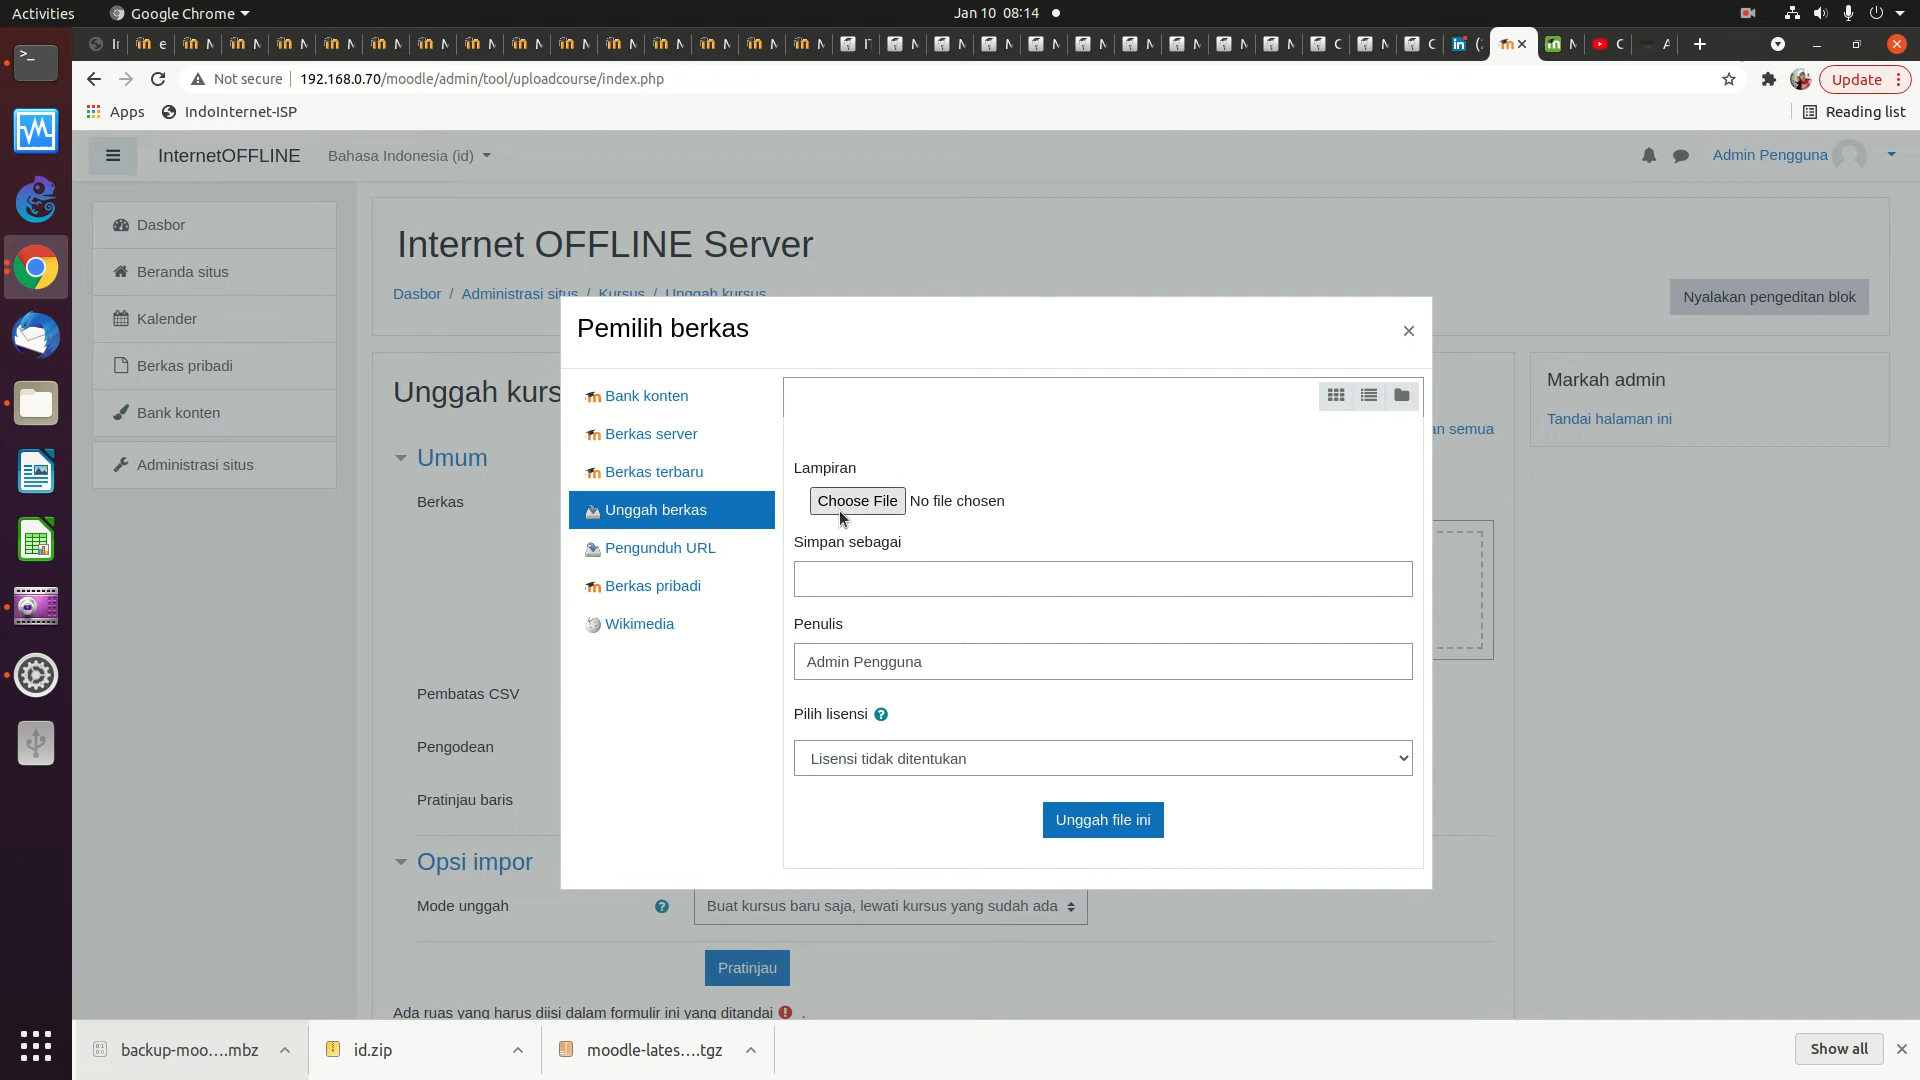 Activities
Google Chrome
Jan 10 08:14
Not secure
192.168.0.70/moodle/admin/tool/uploadcourse/index.php
Update
Apps
IndoInternet-ISP
Reading list
InternetOFFLINE
Bahasa Indonesia (id)
Admin Pengguna
Dasbor
Beranda situs
Kalender
Berkas pribadi
Bank konten
Administrasi situs
Internet OFFLINE Server
Dasbor / Administrasi situs / Kursus / Unggah kursus
Nyalakan pengeditan blok
Unggah kurs
an semua
Umum
Berkas
Pembatas CSV
Pengodean
Pratinjau baris
Opsi impor
Mode unggah
Buat kursus baru saja, lewati kursus yang sudah ada
Pratinjau
Ada ruas yang harus diisi dalam formulir ini yang ditandai .
Markah admin
Tandai halaman ini
Pemilih berkas
Bank konten
Berkas server
Berkas terbaru
Unggah berkas
Pengunduh URL
Berkas pribadi
Wikimedia
Lampiran
Choose File No file chosen
Simpan sebagai
Penulis
Admin Pengguna
Pilih lisensi
Lisensi tidak ditentukan
Unggah file ini
backup-moo....mbz
id.zip
moodle-lates....tgz
Show all